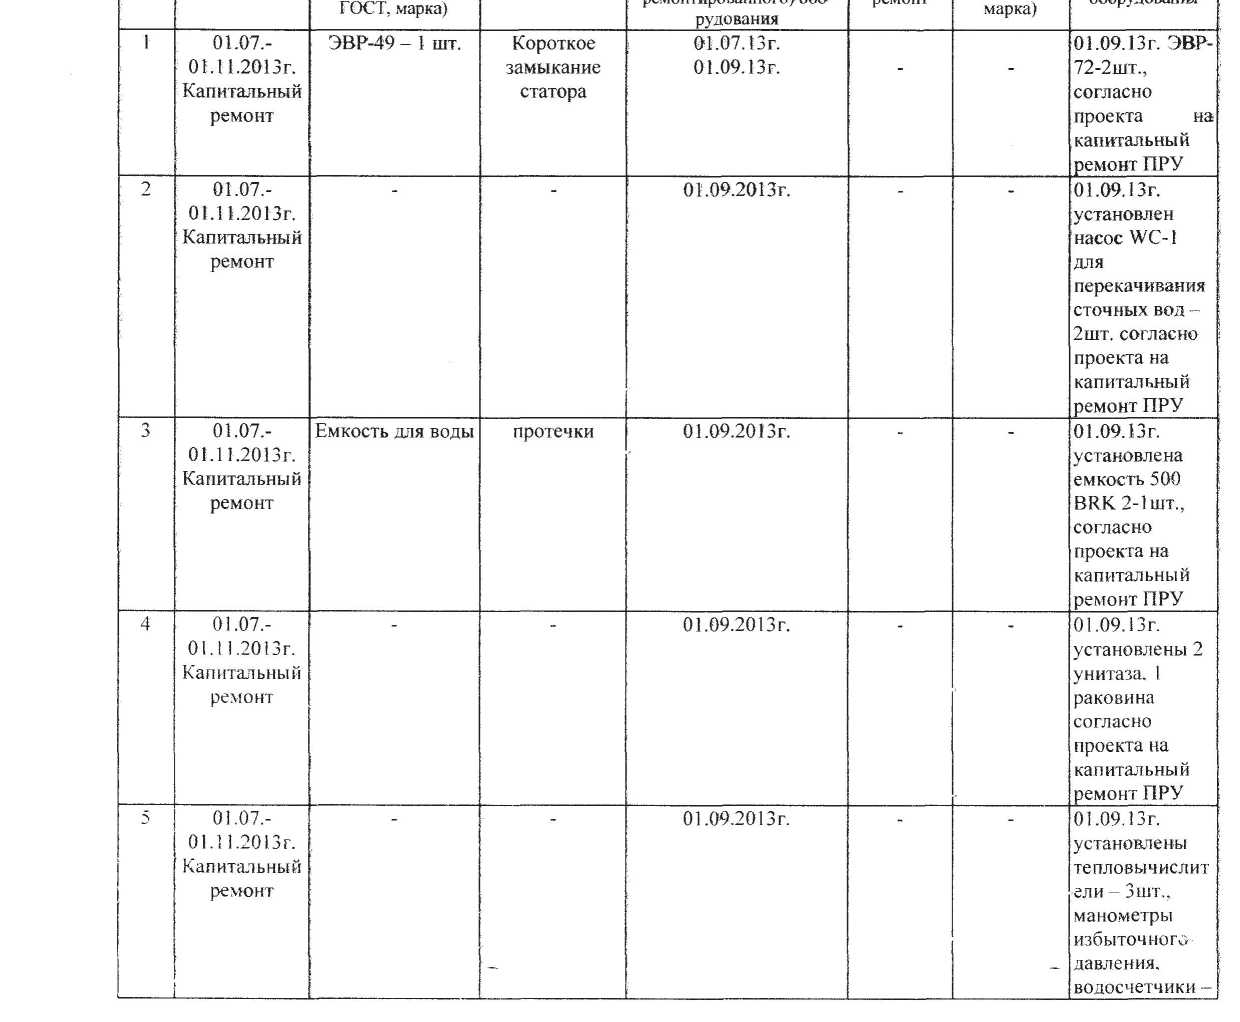 ГОСТ, марка)
рудования
ремонт
марка)
оборудования
1
01.07.-
01.11.2013г.
Капитальный
ремонт
ЭВР-49 – 1 шт.
Короткое
замыкание
статора
01.07.13г.
01.09.13г.
-
-
01.09.13г. ЭВР-
72-2шт.,
согласно
проекта на
капитальный
ремонт ПРУ
2
01.07.-
01.11.2013г.
Капитальный
ремонт
-
-
01.09.2013г.
-
-
01.09.13г.
установлен
насос WC-1
для
перекачивания
сточных вод –
2шт. согласно
проекта на
капитальный
ремонт ПРУ
3
01.07.-
01.11.2013г.
Капитальный
ремонт
Емкость для воды
протечки
01.09.2013г.
-
-
01.09.13г.
установлена
емкость 500
BRK 2-1шт.,
согласно
проекта на
капитальный
ремонт ПРУ
4
01.07.-
01.11.2013г.
Капитальный
ремонт
-
-
01.09.2013г.
-
-
01.09.13г.
установлены 2
унитаза, 1
раковина
согласно
проекта на
капитальный
ремонт ПРУ
5
01.07.-
01.11.2013г.
Капитальный
ремонт
-
-
01.09.2013г.
-
-
01.09.13г.
установлены
тепловычислит
ели – 3шт.,
манометры
избыточного
давления,
водосчетчики –